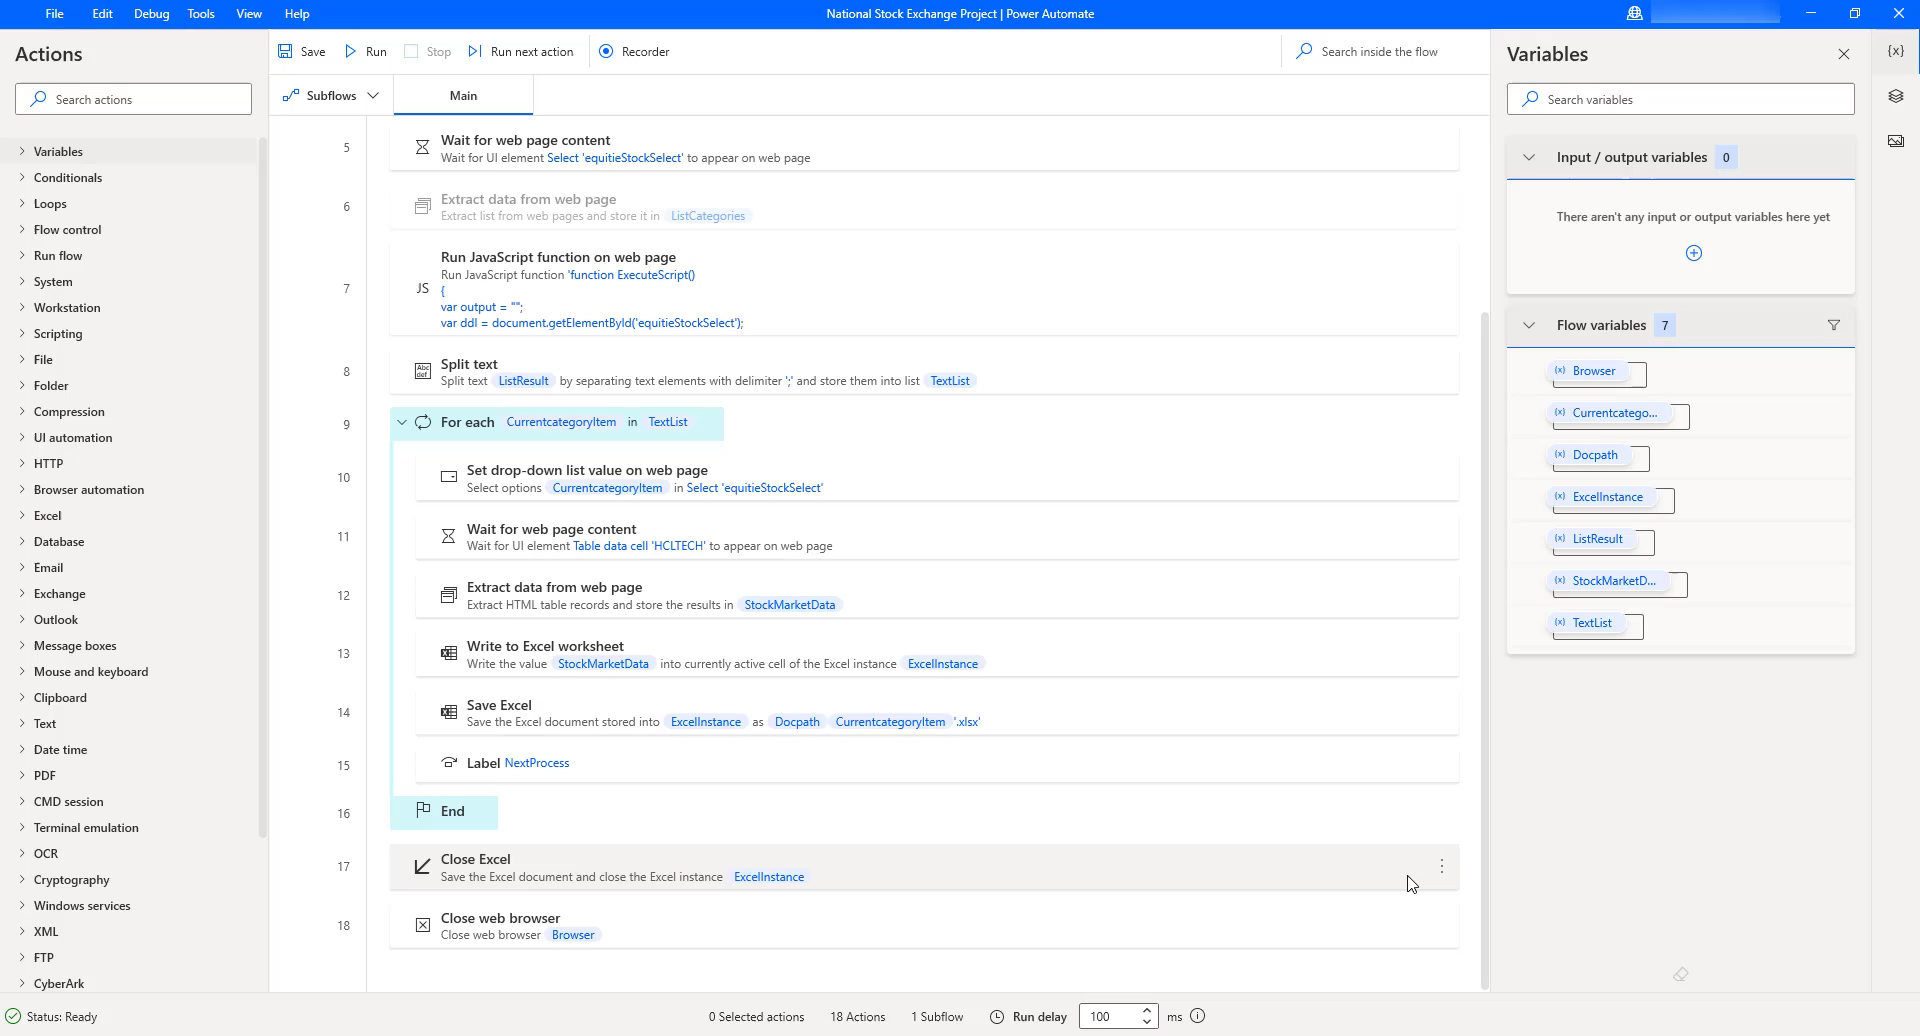 File Edit Debug Tools View Help
National Stock Exchange Project | Power Automate
Actions
Search actions
Variables
Conditionals
Loops
Flow control
Run flow
System
Workstation
Scripting
File
Folder
Compression
UI automation
HTTP
Browser automation
Excel
Database
Email
Exchange
Outlook
Message boxes
Mouse and keyboard
Clipboard
Text
Date time
PDF
CMD session
Terminal emulation
OCR
Cryptography
Windows services
XML
FTP
CyberArk
Save Run Stop Run next action Recorder
Search inside the flow
Subflows Main
5 Wait for web page content
Wait for UI element Select 'equitieStockSelect' to appear on web page
6 Extract data from web page
Extract list from web pages and store it in ListCategories
Run JavaScript function on web page
Run JavaScript function 'function ExecuteScript()
7 JS {
var output = "";
var ddl = document.getElementById('equitieStockSelect');
8 Abc def Split text
Split text ListResult by separating text elements with delimiter ';' and store them into list TextList
9 For each CurrentcategoryItem in TextList
10 Set drop-down list value on web page
Select options CurrentcategoryItem in Select 'equitieStockSelect'
11 Wait for web page content
Wait for UI element Table data cell 'HCLTECH' to appear on web page
12 Extract data from web page
Extract HTML table records and store the results in StockMarketData
13 Write to Excel worksheet
Write the value StockMarketData into currently active cell of the Excel instance ExcelInstance
14 Save Excel
Save the Excel document stored into ExcelInstance as Docpath CurrentcategoryItem '.xlsx'
15 Label NextProcess
16 End
17 Close Excel
Save the Excel document and close the Excel instance ExcelInstance
18 Close web browser
Close web browser Browser
Variables
{x}
Search variables
Input / output variables 0
There aren't any input or output variables here yet
Flow variables 7
(x) Browser
(x) Currentcatego...
(x) Docpath
(x) ExcelInstance
(x) ListResult
(x) StockMarketD...
(x) TextList
Status: Ready
0 Selected actions 18 Actions 1 Subflow Run delay 100 ms